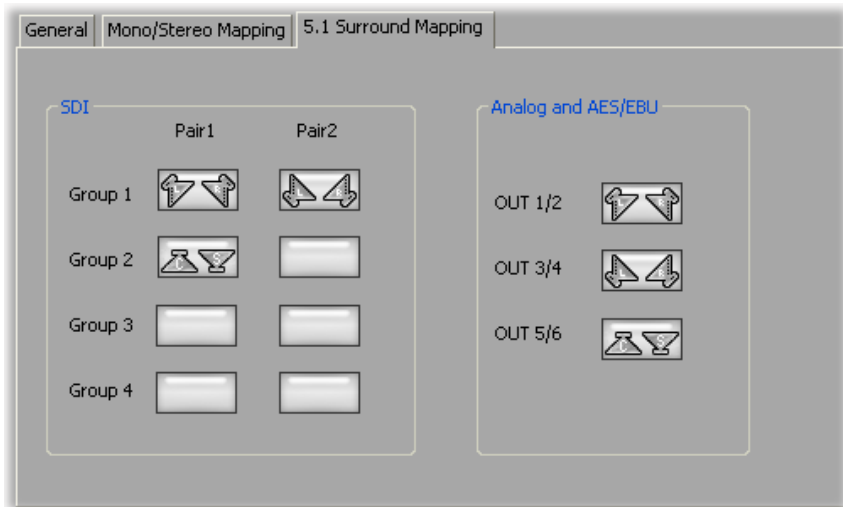 General Mono/Stereo Mapping 5.1 Surround Mapping
SDI
Pair1 Pair2
Group 1 L R L R
Group 2 C S
Group 3
Group 4
Analog and AES/EBU
OUT 1/2 L R
OUT 3/4 L R
OUT 5/6 C S